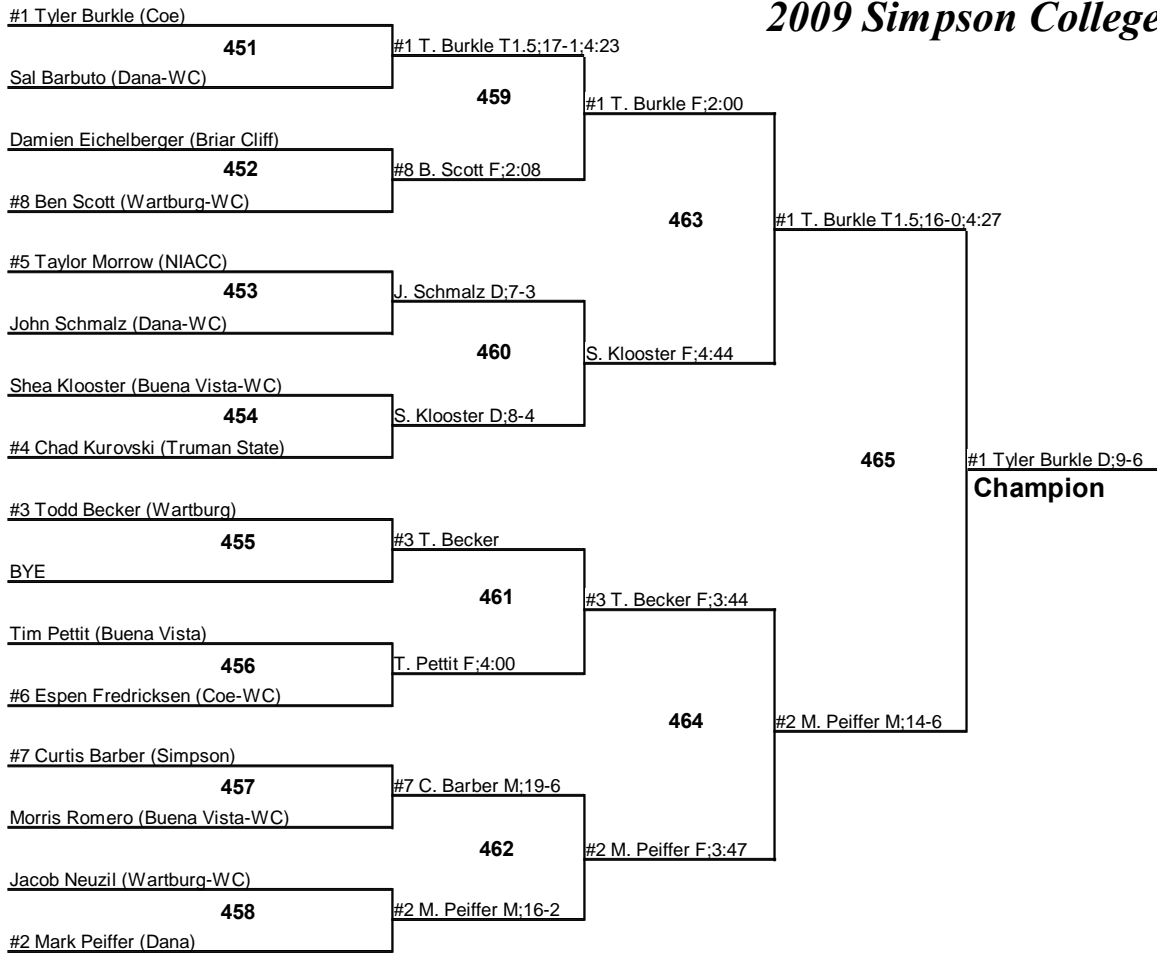 2009 Simpson College
#1 Tyler Burkle (Coe)
451
Sal Barbuto (Dana-WC)
#1 T. Burkle T1.5;17-1;4:23
459
Damien Eichelberger (Briar Cliff)
452
#8 Ben Scott (Wartburg-WC)
#8 B. Scott F;2:08
#1 T. Burkle F;2:00
463
#5 Taylor Morrow (NIACC)
453
John Schmalz (Dana-WC)
J. Schmalz D;7-3
460
Shea Klooster (Buena Vista-WC)
454
#4 Chad Kurovski (Truman State)
S. Klooster D;8-4
S. Klooster F;4:44
#1 T. Burkle T1.5;16-0;4:27
465
#1 Tyler Burkle D;9-6
Champion
#3 Todd Becker (Wartburg)
455
BYE
#3 T. Becker
461
Tim Pettit (Buena Vista)
456
#6 Espen Fredricksen (Coe-WC)
T. Pettit F;4:00
#3 T. Becker F;3:44
464
#7 Curtis Barber (Simpson)
457
Morris Romero (Buena Vista-WC)
#7 C. Barber M;19-6
462
Jacob Neuzil (Wartburg-WC)
458
#2 Mark Peiffer (Dana)
#2 M. Peiffer M;16-2
#2 M. Peiffer F;3:47
#2 M. Peiffer M;14-6